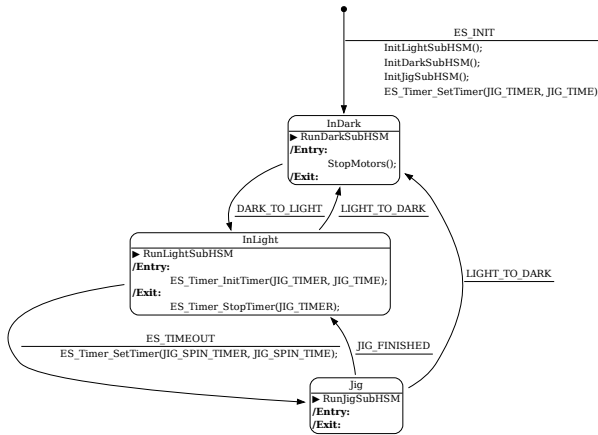 ES_INIT
InitLightSubHSM();
InitDarkSubHSM();
InitJigSubHSM();
ES_Timer_SetTimer(JIG_TIMER, JIG_TIME)
InDark
▶ RunDarkSubHSM
/Entry:
StopMotors();
/Exit:
DARK_TO_LIGHT
LIGHT_TO_DARK
InLight
▶ RunLightSubHSM
/Entry:
ES_Timer_InitTimer(JIG_TIMER, JIG_TIME);
/Exit:
ES_Timer_StopTimer(JIG_TIMER);
LIGHT_TO_DARK
ES_TIMEOUT
ES_Timer_SetTimer(JIG_SPIN_TIMER, JIG_SPIN_TIME);
JIG_FINISHED
Jig
▶ RunJigSubHSM
/Entry:
/Exit: